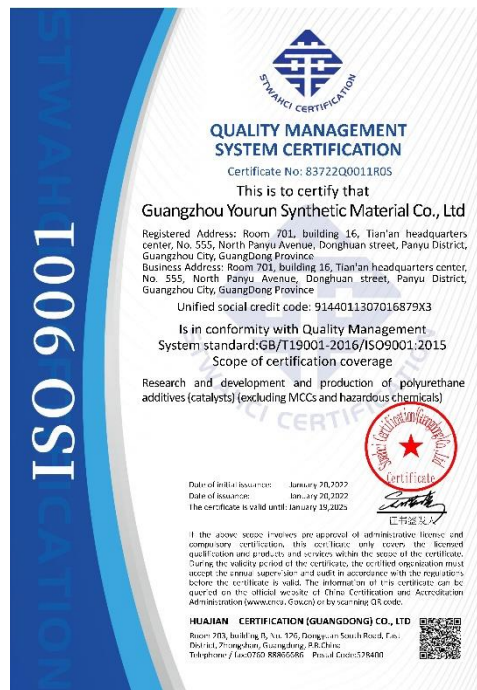 STWAHCI CERTIFICATION
QUALITY MANAGEMENT
SYSTEM CERTIFICATION
Certificate No: 83722Q0011R0S
This is to certify that
Guangzhou Yourun Synthetic Material Co., Ltd
Registered Address: Room 701, building 16, Tian'an headquarters
center, No. 555, North Panyu Avenue, Donghuan street, Panyu District,
Guangzhou City, GuangDong Province
Business Address: Room 701, building 16, Tian'an headquarters center,
No. 555, North Panyu Avenue, Donghuan street, Panyu District,
Guangzhou City, GuangDong Province
Unified social credit code: 9144011307016879X3
Is in conformity with Quality Management
System standard:GB/T19001-2016/ISO9001:2015
Scope of certification coverage
Research and development and production of polyurethane
additives (catalysts) (excluding MCCs and hazardous chemicals)
Certificate
Date of initial issuance: January 20,2022
Date of issuance: January 20,2022
The certificate is valid until: January 19,2025
证书签发人
If the above scope involves pre-approval of administrative license and
compulsory certification, this certificate only covers the licensed
qualification and products and services within the scope of the certificate.
During the validity period of the certificate, the certified organization must
accept the annual supervision and audit in accordance with the regulations
before the certificate is valid. The information of this certificate can be
queried on the official website of China Certification and Accreditation
Administration (www.cnca.Gov.cn) or by scanning QR code.
HUAJIAN CERTIFICATION (GUANGDONG) CO., LTD
Room 203, building B, No. 126, Dongyuan South Road, East
District, Zhongshan, Guangdong, P.R.China
Telephone / fax:0760 88866686 Postal Code:528400
ISO 9001